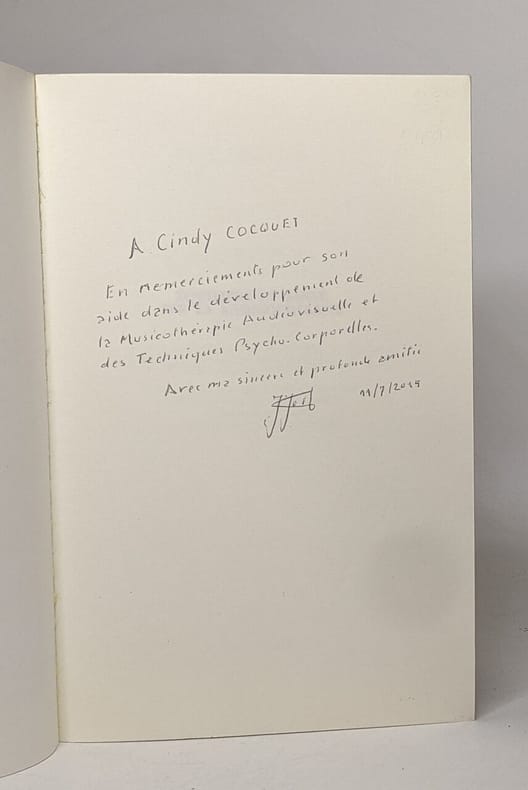 A Cindy COCQUET
En remerciements pour son
aide dans le développement de
la Musicothérapie Audiovisuelle et
des Techniques Psycho-Corporelles.
Avec ma sincère et profonde amitié
11/7/2015